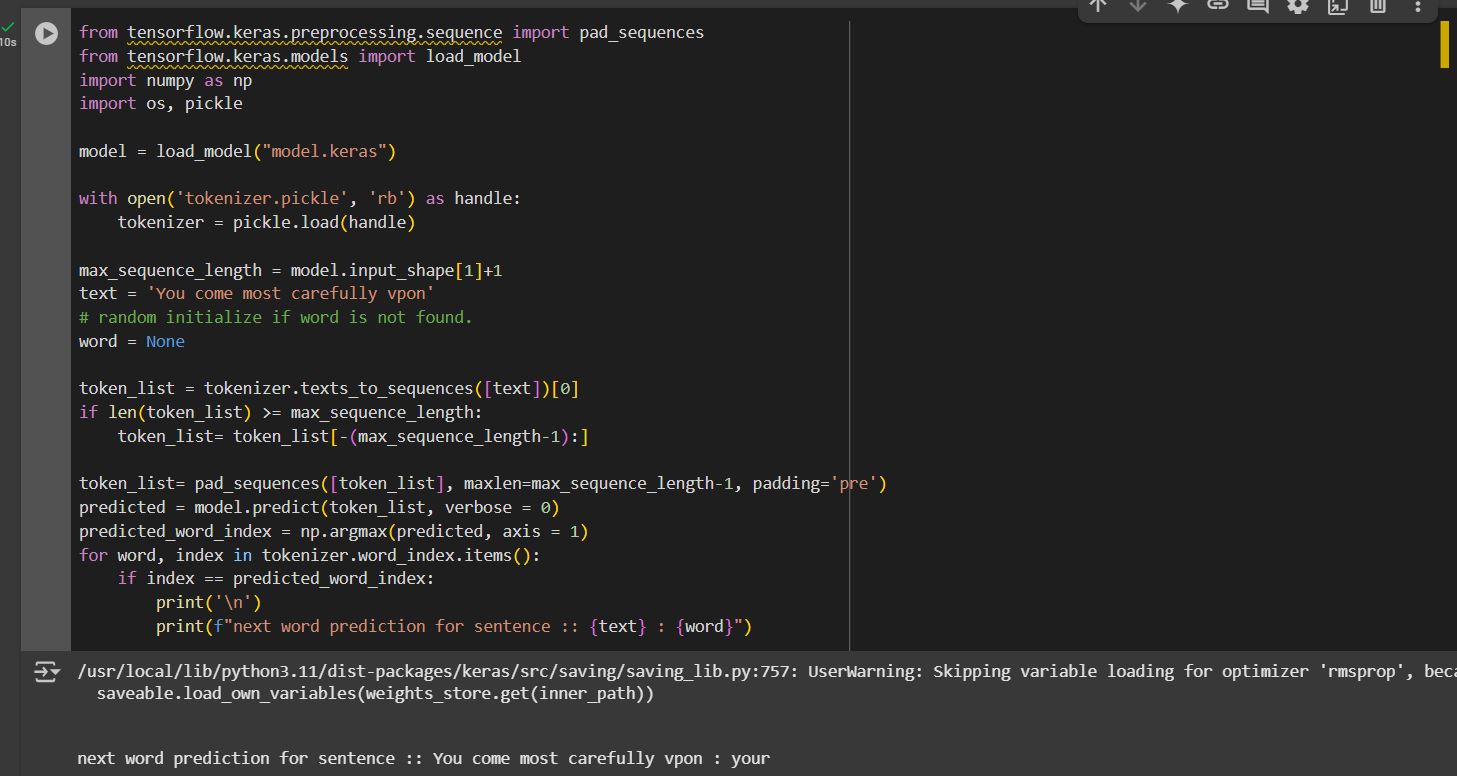 from tensorflow.keras.preprocessing.sequence import pad_sequences
from tensorflow.keras.models import load_model
import numpy as np
import os, pickle
model = load_model("model.keras")
with open('tokenizer.pickle', 'rb') as handle:
    tokenizer = pickle.load(handle)
max_sequence_length = model.input_shape[1]+1
text = 'You come most carefully vpon'
# random initialize if word is not found.
word = None
token_list = tokenizer.texts_to_sequences([text])[0]
if len(token_list) >= max_sequence_length:
    token_list= token_list[-(max_sequence_length-1):]
token_list= pad_sequences([token_list], maxlen=max_sequence_length-1, padding='pre')
predicted = model.predict(token_list, verbose = 0)
predicted_word_index = np.argmax(predicted, axis = 1)
for word, index in tokenizer.word_index.items():
    if index == predicted_word_index:
        print('\n')
        print(f"next word prediction for sentence :: {text} : {word}")
10s
/usr/local/lib/python3.11/dist-packages/keras/src/saving/saving_lib.py:757: UserWarning: Skipping variable loading for optimizer 'rmsprop', beca
  saveable.load_own_variables(weights_store.get(inner_path))
next word prediction for sentence :: You come most carefully vpon : your